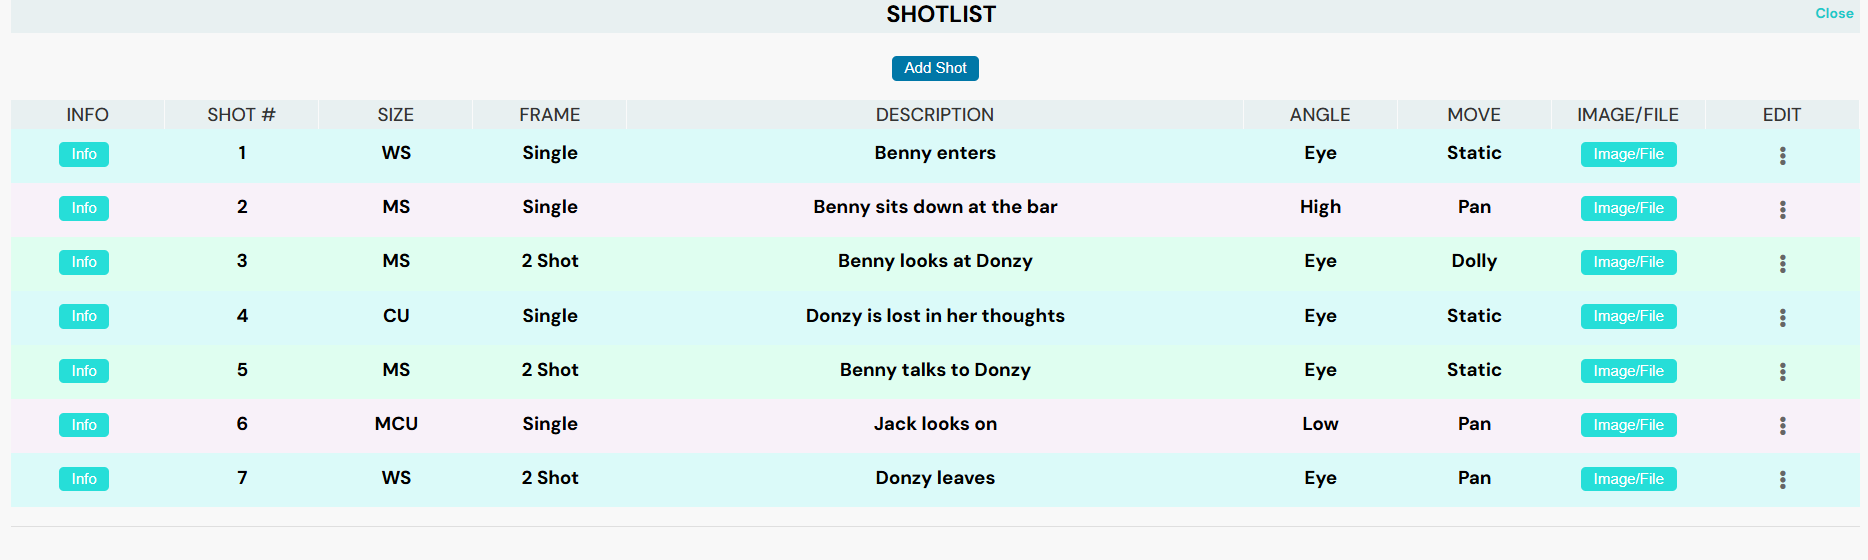 SHOTLIST Close
Add Shot
INFO SHOT # SIZE FRAME DESCRIPTION ANGLE MOVE IMAGE/FILE EDIT
Info 1 WS Single Benny enters Eye Static Image/File
Info 2 MS Single Benny sits down at the bar High Pan Image/File
Info 3 MS 2 Shot Benny looks at Donzy Eye Dolly Image/File
Info 4 CU Single Donzy is lost in her thoughts Eye Static Image/File
Info 5 MS 2 Shot Benny talks to Donzy Eye Static Image/File
Info 6 MCU Single Jack looks on Low Pan Image/File
Info 7 WS 2 Shot Donzy leaves Eye Pan Image/File